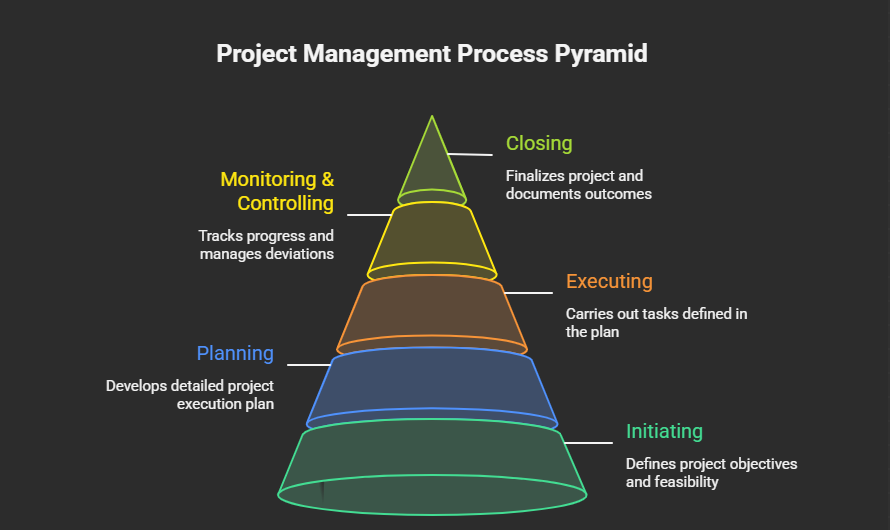 Project Management Process Pyramid
Closing
Finalizes project and
documents outcomes
Monitoring &
Controlling
Tracks progress and
manages deviations
Executing
Carries out tasks defined in
the plan
Planning
Develops detailed project
execution plan
Initiating
Defines project objectives
and feasibility